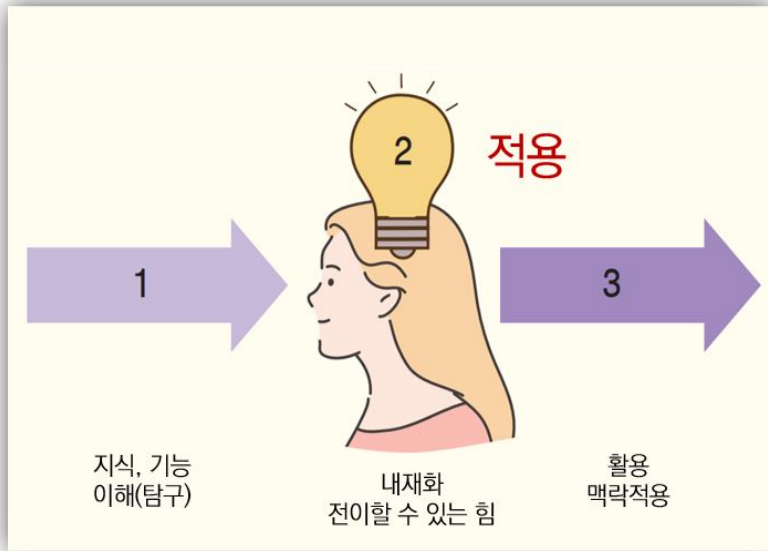 2
적용
1
3
지식, 기능
이해(탐구)
내재화
전이할 수 있는 힘
활용
맥락적용